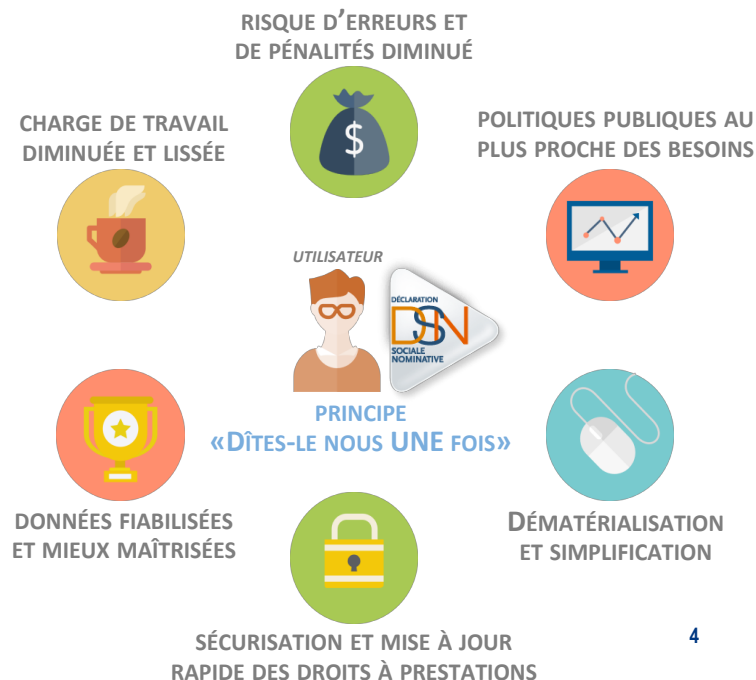 RISQUE D'ERREURS ET
DE PÉNALITÉS DIMINUÉ
CHARGE DE TRAVAIL
DIMINUÉE ET LISSÉE
POLITIQUES PUBLIQUES AU
PLUS PROCHE DES BESOINS
$
UTILISATEUR
DÉCLARATION
DSN
SOCIALE
NOMINATIVE
PRINCIPE
«DÎTES-LE NOUS UNE FOIS»
DONNÉES FIABILISÉES
ET MIEUX MAÎTRISÉES
DÉMATÉRIALISATION
ET SIMPLIFICATION
SÉCURISATION ET MISE À JOUR
RAPIDE DES DROITS À PRESTATIONS
4